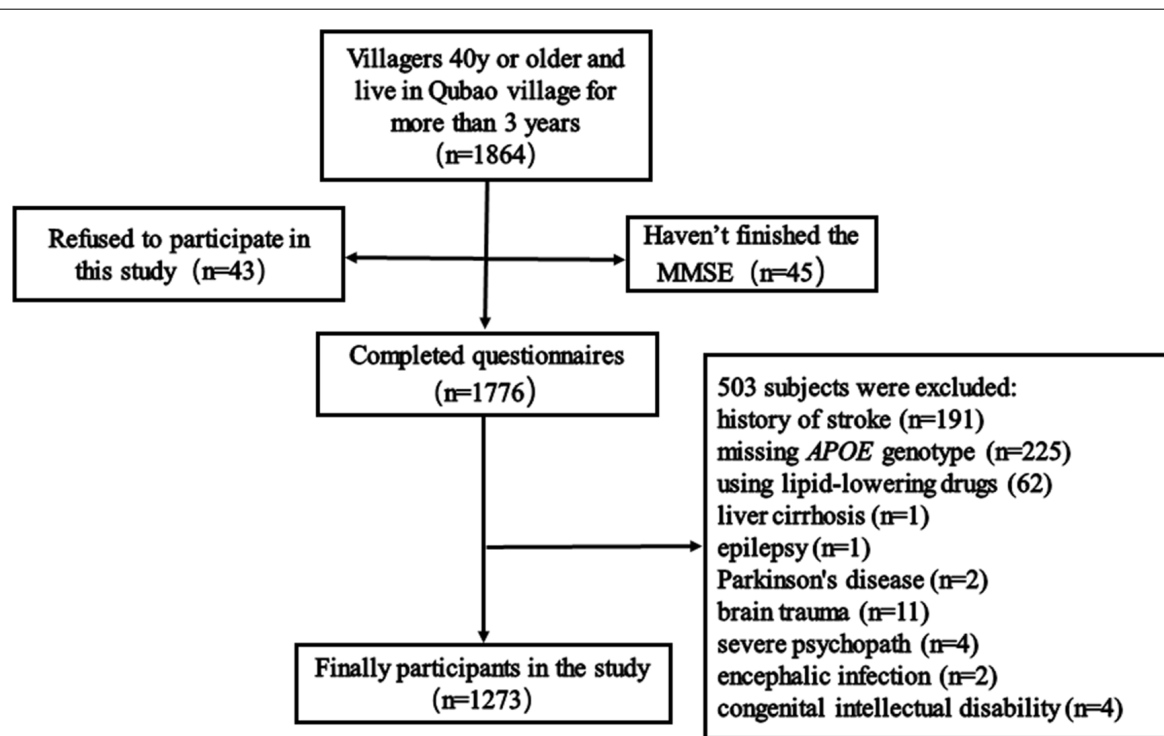 Villagers 40y or older and
live in Qubao village for
more than 3 years
(n=1864)
Refused to participate in
this study (n=43)
Haven't finished the
MMSE (n=45)
Completed questionnaires
(n=1776)
503 subjects were excluded:
history of stroke (n=191)
missing APOE genotype (n=225)
using lipid-lowering drugs (62)
liver cirrhosis (n=1)
epilepsy (n=1)
Parkinson's disease (n=2)
brain trauma (n=11)
severe psychopath (n=4)
encephalic infection (n=2)
congenital intellectual disability (n=4)
Finally participants in the study
(n=1273)